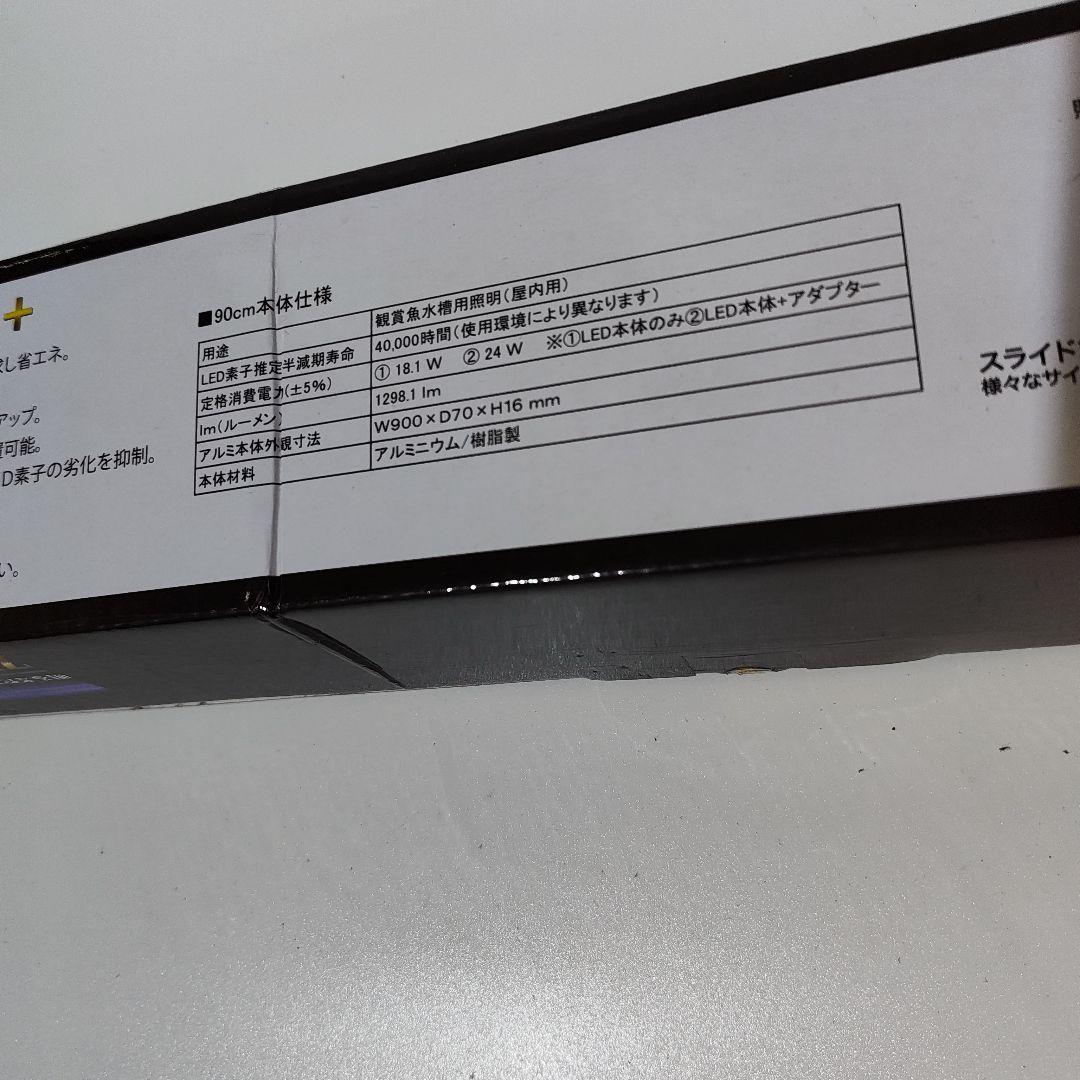 ■90cm本体仕様
用途 観賞魚水槽用照明(屋内用)
LED素子推定半減期寿命 40,000時間(使用環境により異なります)
定格消費電力(±5%) ① 18.1 W ② 24 W ※①LED本体のみ②LED本体+アダプター
lm(ルーメン) 1298.1 lm
アルミ本体外観寸法 W900×D70×H16 mm
本体材料 アルミニウム/樹脂製
し省エネ。
アップ。
可能。
D素子の劣化を抑制。
い。
スライド
様々なサイ